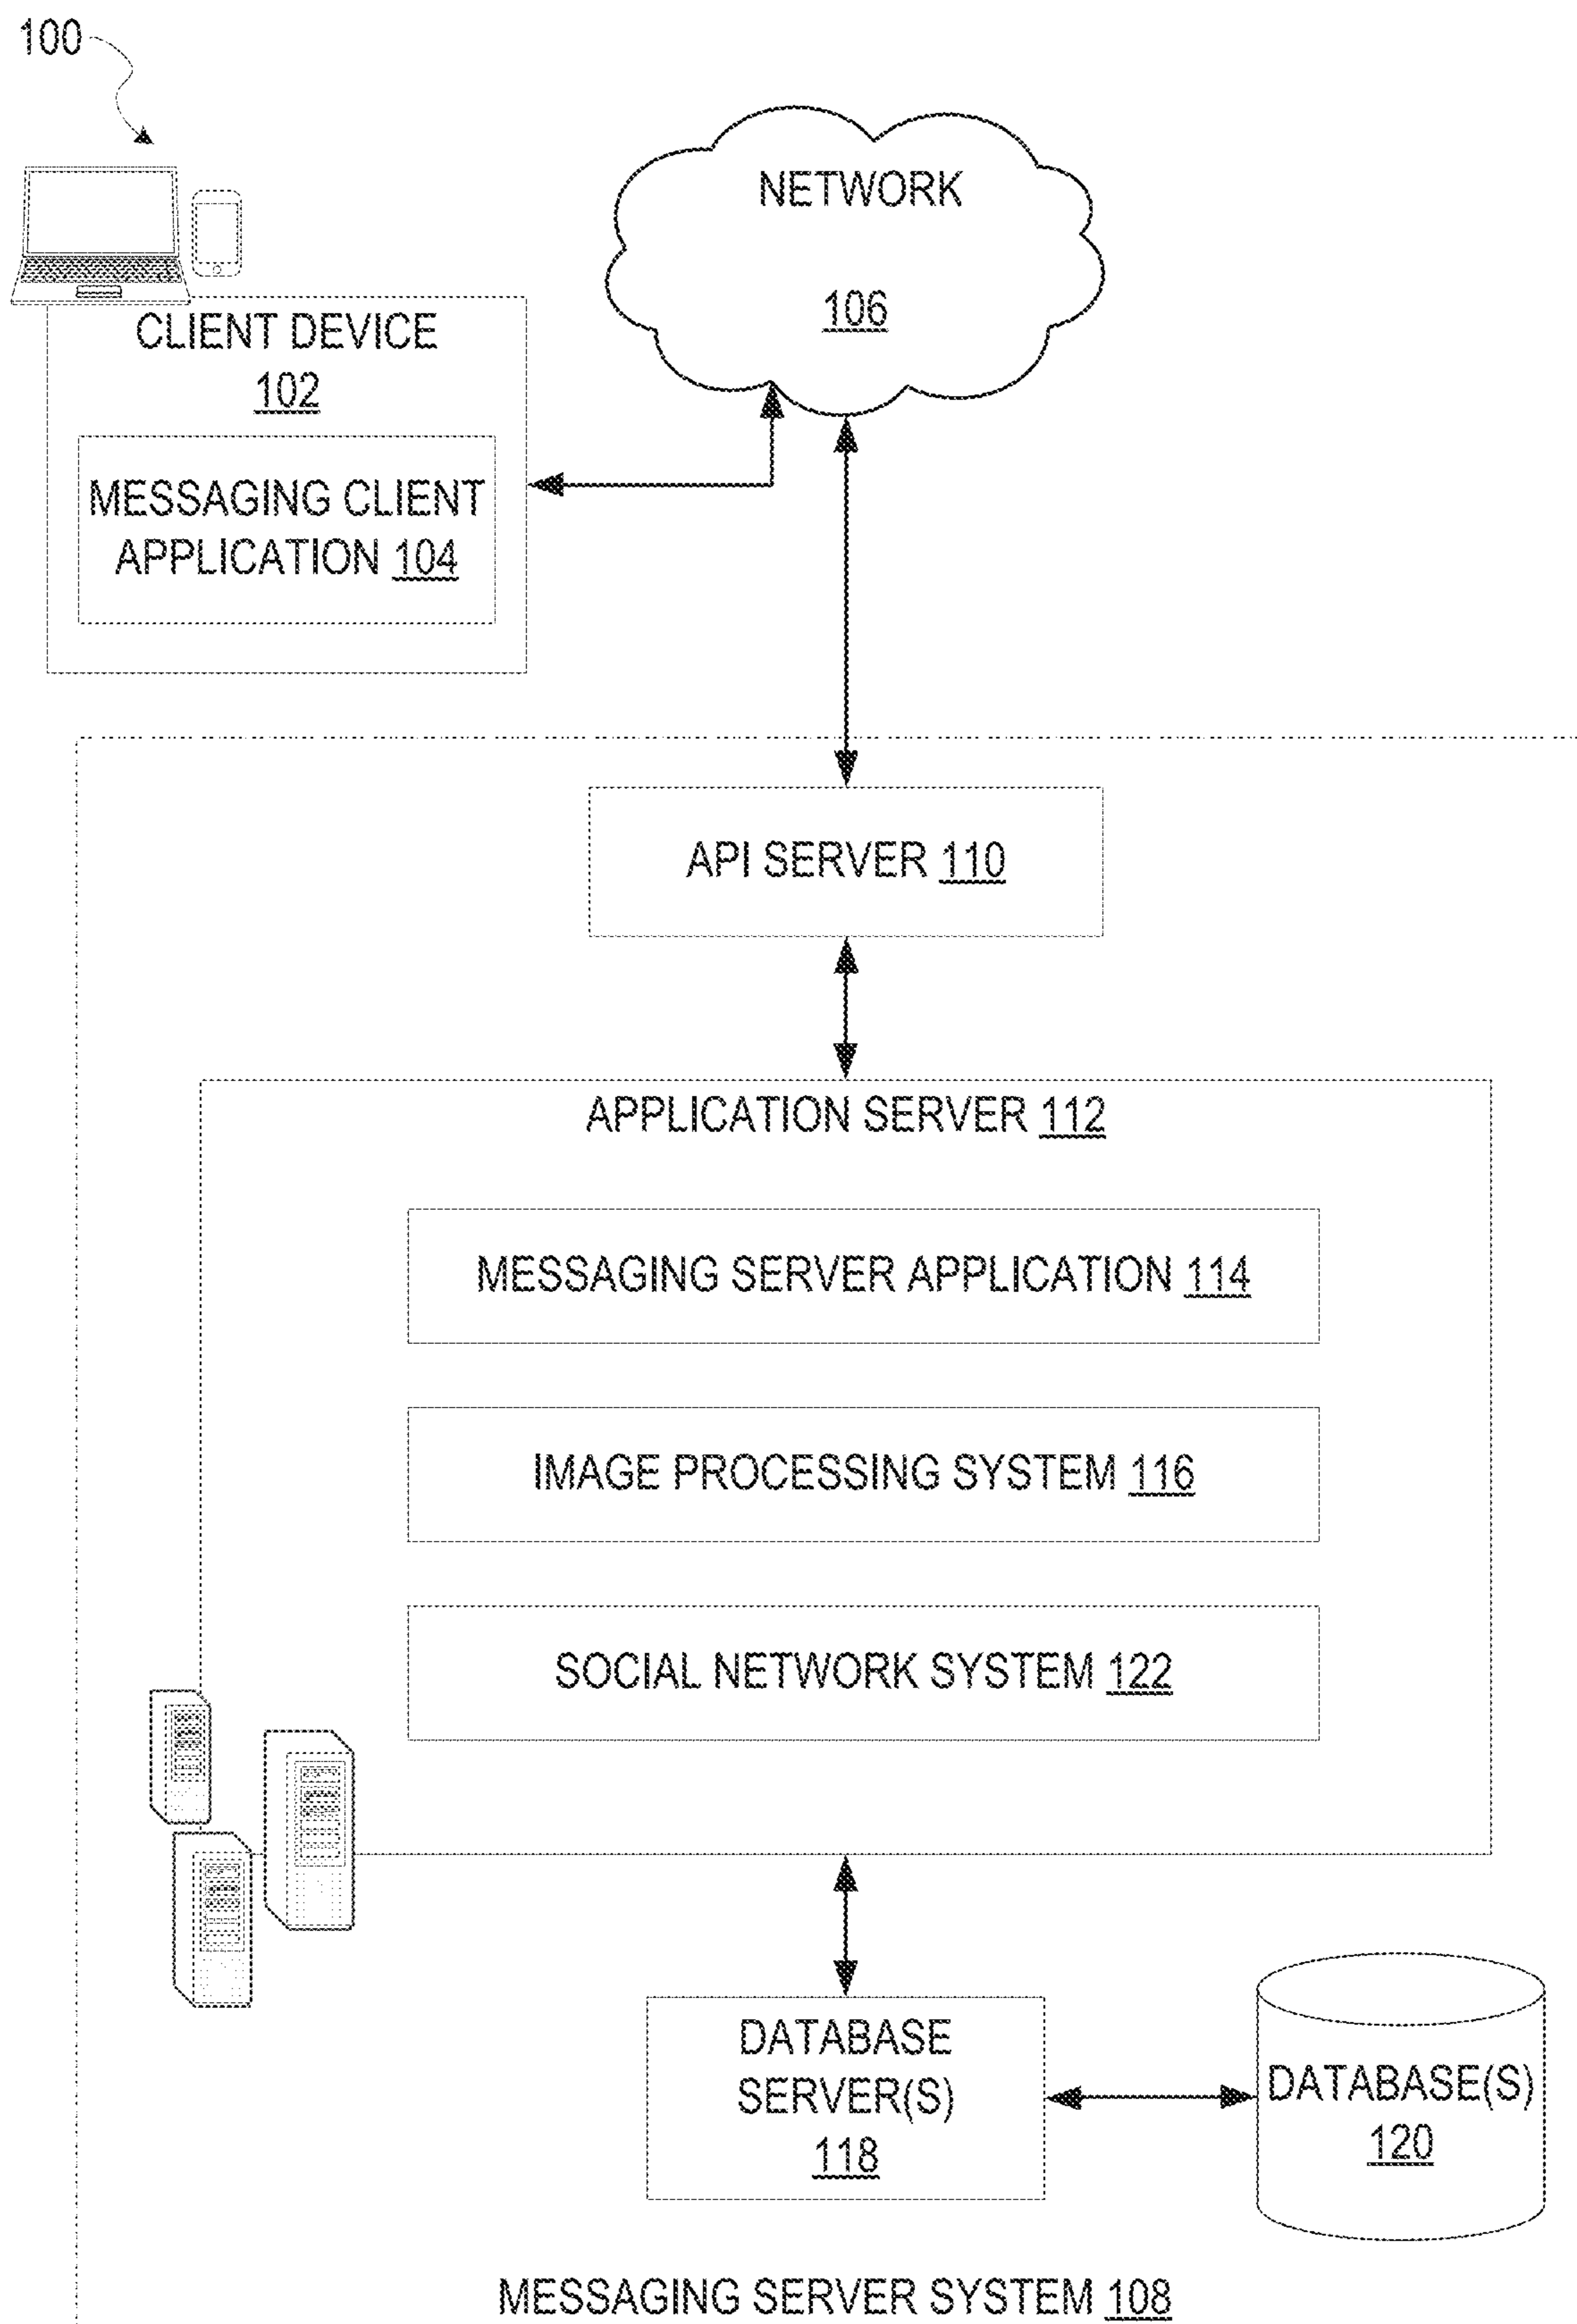 100
NETWORK
106
CLIENT DEVICE
102
MESSAGING CLIENT
APPLICATION 104
API SERVER 110
APPLICATION SERVER 112
MESSAGING SERVER APPLICATION 114
IMAGE PROCESSING SYSTEM 116
SOCIAL NETWORK SYSTEM 122
DATABASE
SERVER(S)
118
DATABASE(S)
120
MESSAGING SERVER SYSTEM 108